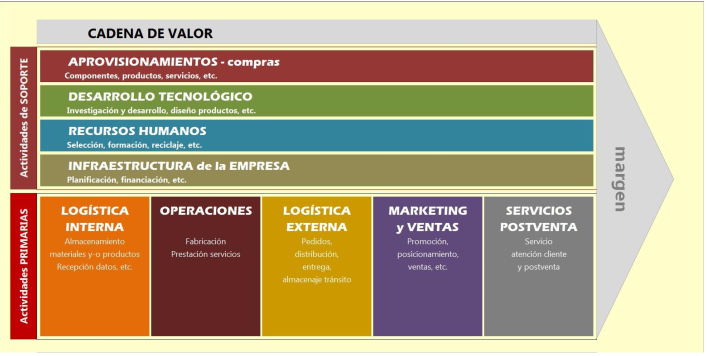 CADENA DE VALOR
Actividades de SOPORTE
APROVISIONAMIENTOS - compras
Componentes, productos, servicios, etc.
DESARROLLO TECNOLÓGICO
Investigación y desarrollo, diseño productos, etc.
RECURSOS HUMANOS
Selección, formación, reciclaje, etc.
INFRAESTRUCTURA de la EMPRESA
Planificación, financiación, etc.
margen
Actividades PRIMARIAS
LOGÍSTICA
INTERNA
Almacenamiento
materiales y-o productos
Recepción datos, etc.
OPERACIONES
Fabricación
Prestación servicios
LOGÍSTICA
EXTERNA
Pedidos,
distribución,
entrega,
almacenaje tránsito
MARKETING
y VENTAS
Promoción,
posicionamiento,
ventas, etc.
SERVICIOS
POSTVENTA
Servicio
atención cliente
y postventa